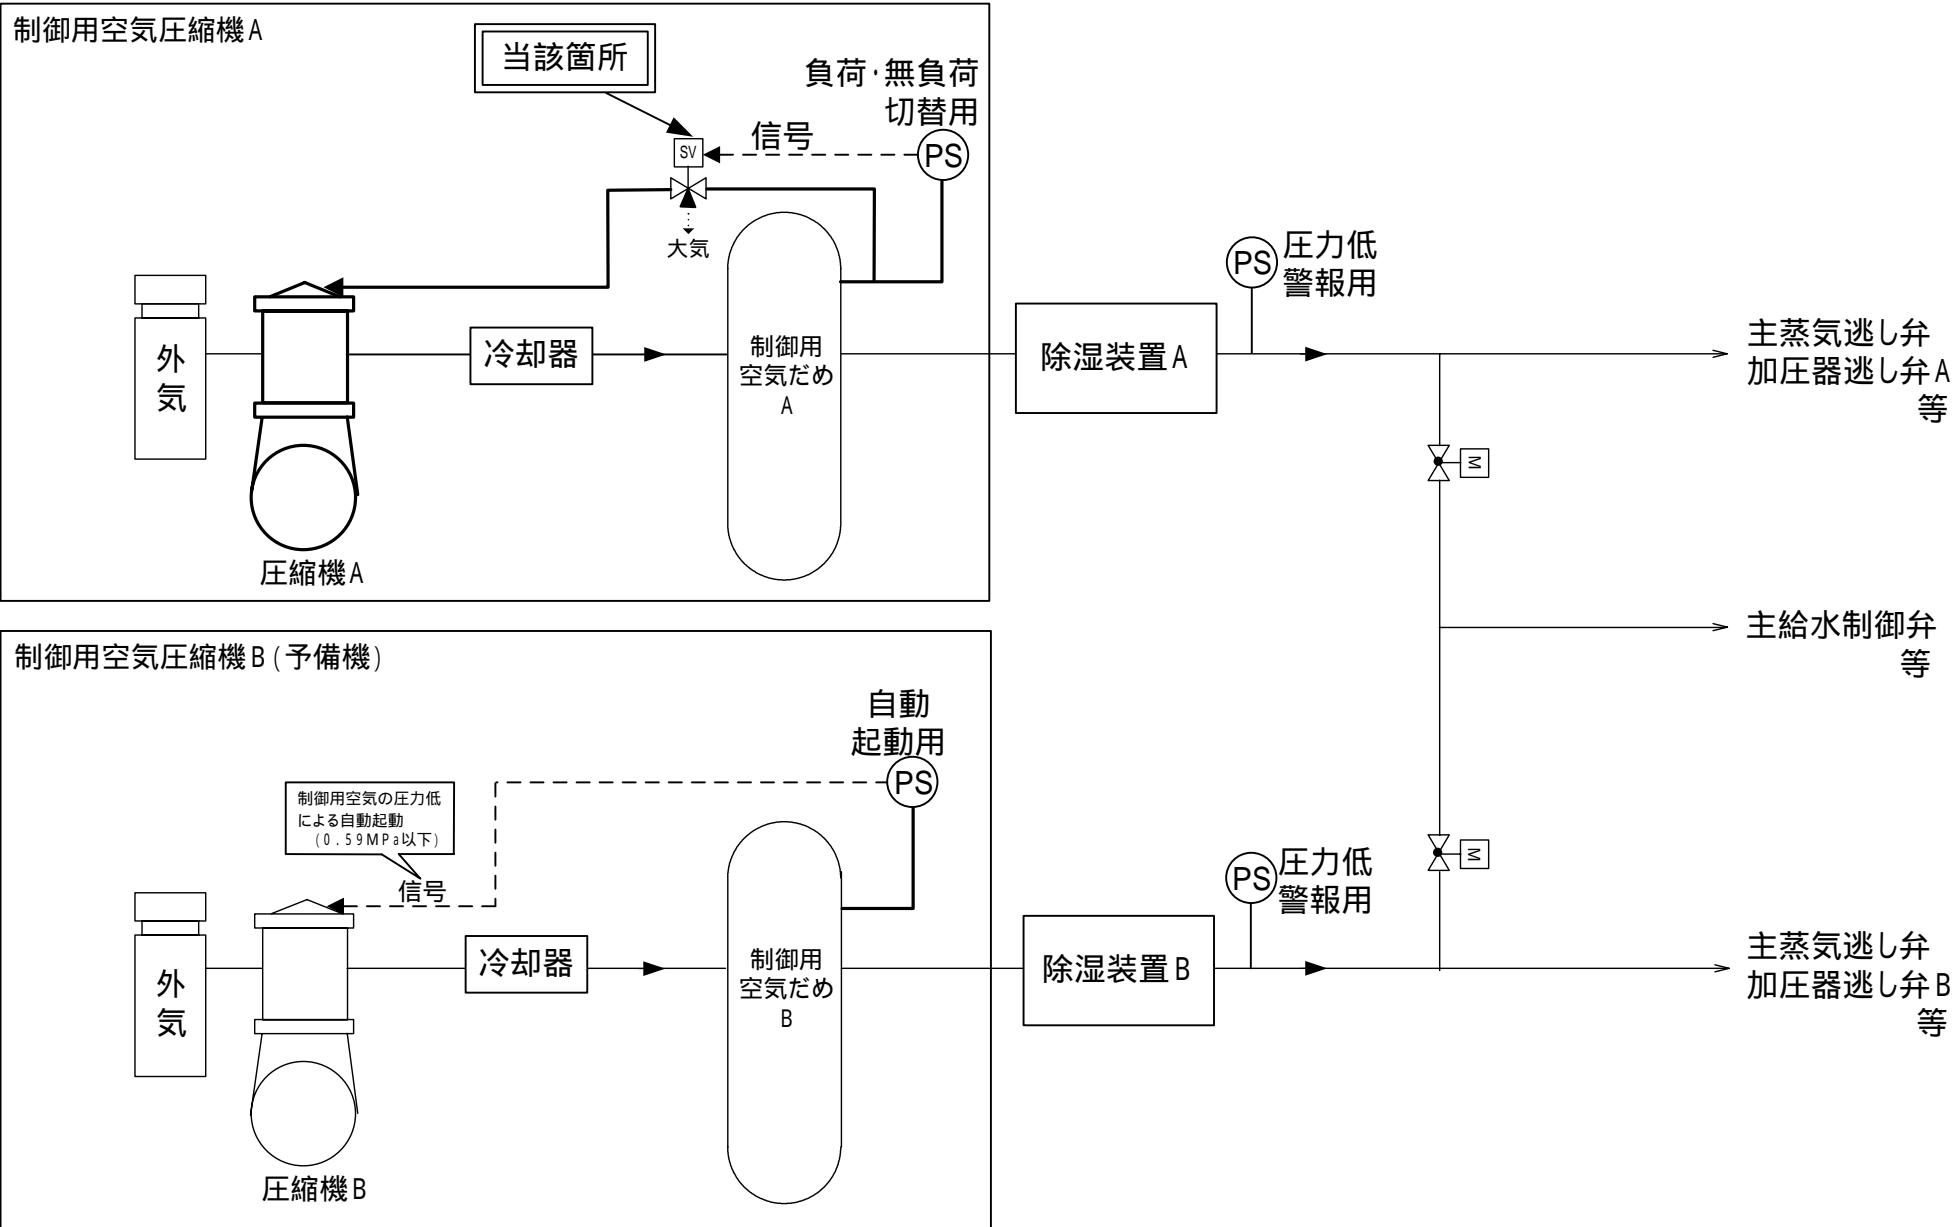 制御用空気圧縮機A
当該箇所
負荷・無負荷
切替用
信号
SV
PS
大気
外
気
冷却器
制御用
空気だめ
A
圧縮機A
除湿装置A
PS
圧力低
警報用
主蒸気逃し弁
加圧器逃し弁A
等
M
主給水制御弁
等
制御用空気圧縮機B(予備機)
自動
起動用
PS
制御用空気の圧力低
による自動起動
(0.59MPa以下)
信号
外
気
冷却器
制御用
空気だめ
B
圧縮機B
除湿装置B
PS
圧力低
警報用
M
主蒸気逃し弁
加圧器逃し弁B
等